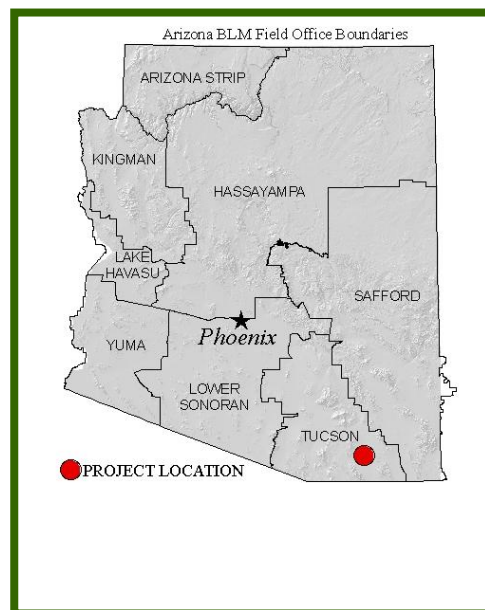 Arizona BLM Field Office Boundaries
ARIZONA STRIP
KINGMAN
HASSAYAMPA
LAKE
HAVASU
SAFFORD
Phoenix
YUMA
LOWER
SONORAN
TUCSON
PROJECT LOCATION